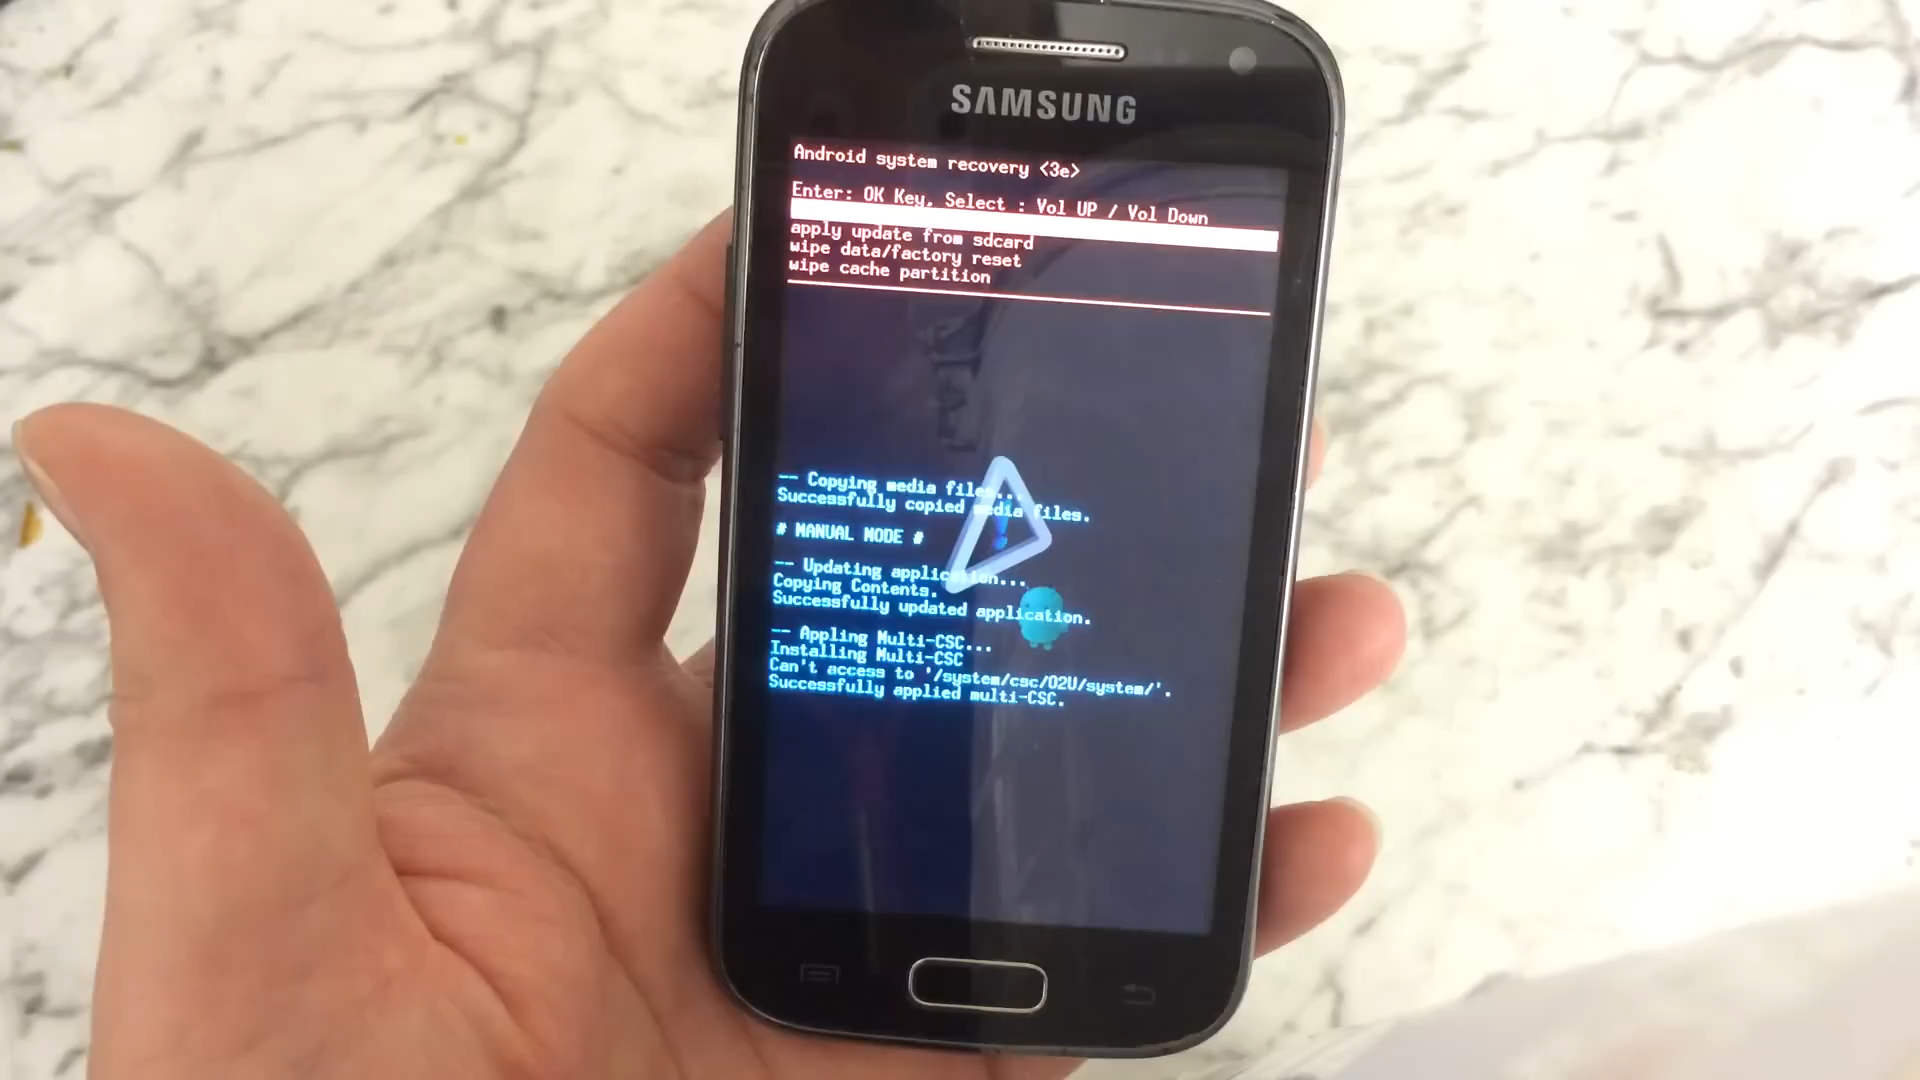 SAMSUNG
Android system recovery <3e>
Enter: OK Key, Select : Vol UP / Vol Down
apply update from sdcard
wipe data/factory reset
wipe cache partition
-- Copying media files...
Successfully copied media files.
# MANUAL MODE #
-- Updating application...
Copying Contents.
Successfully updated application.
-- Appling Multi-CSC...
Installing Multi-CSC
Can't access to '/system/csc/O2U/system/'.
Successfully applied multi-CSC.